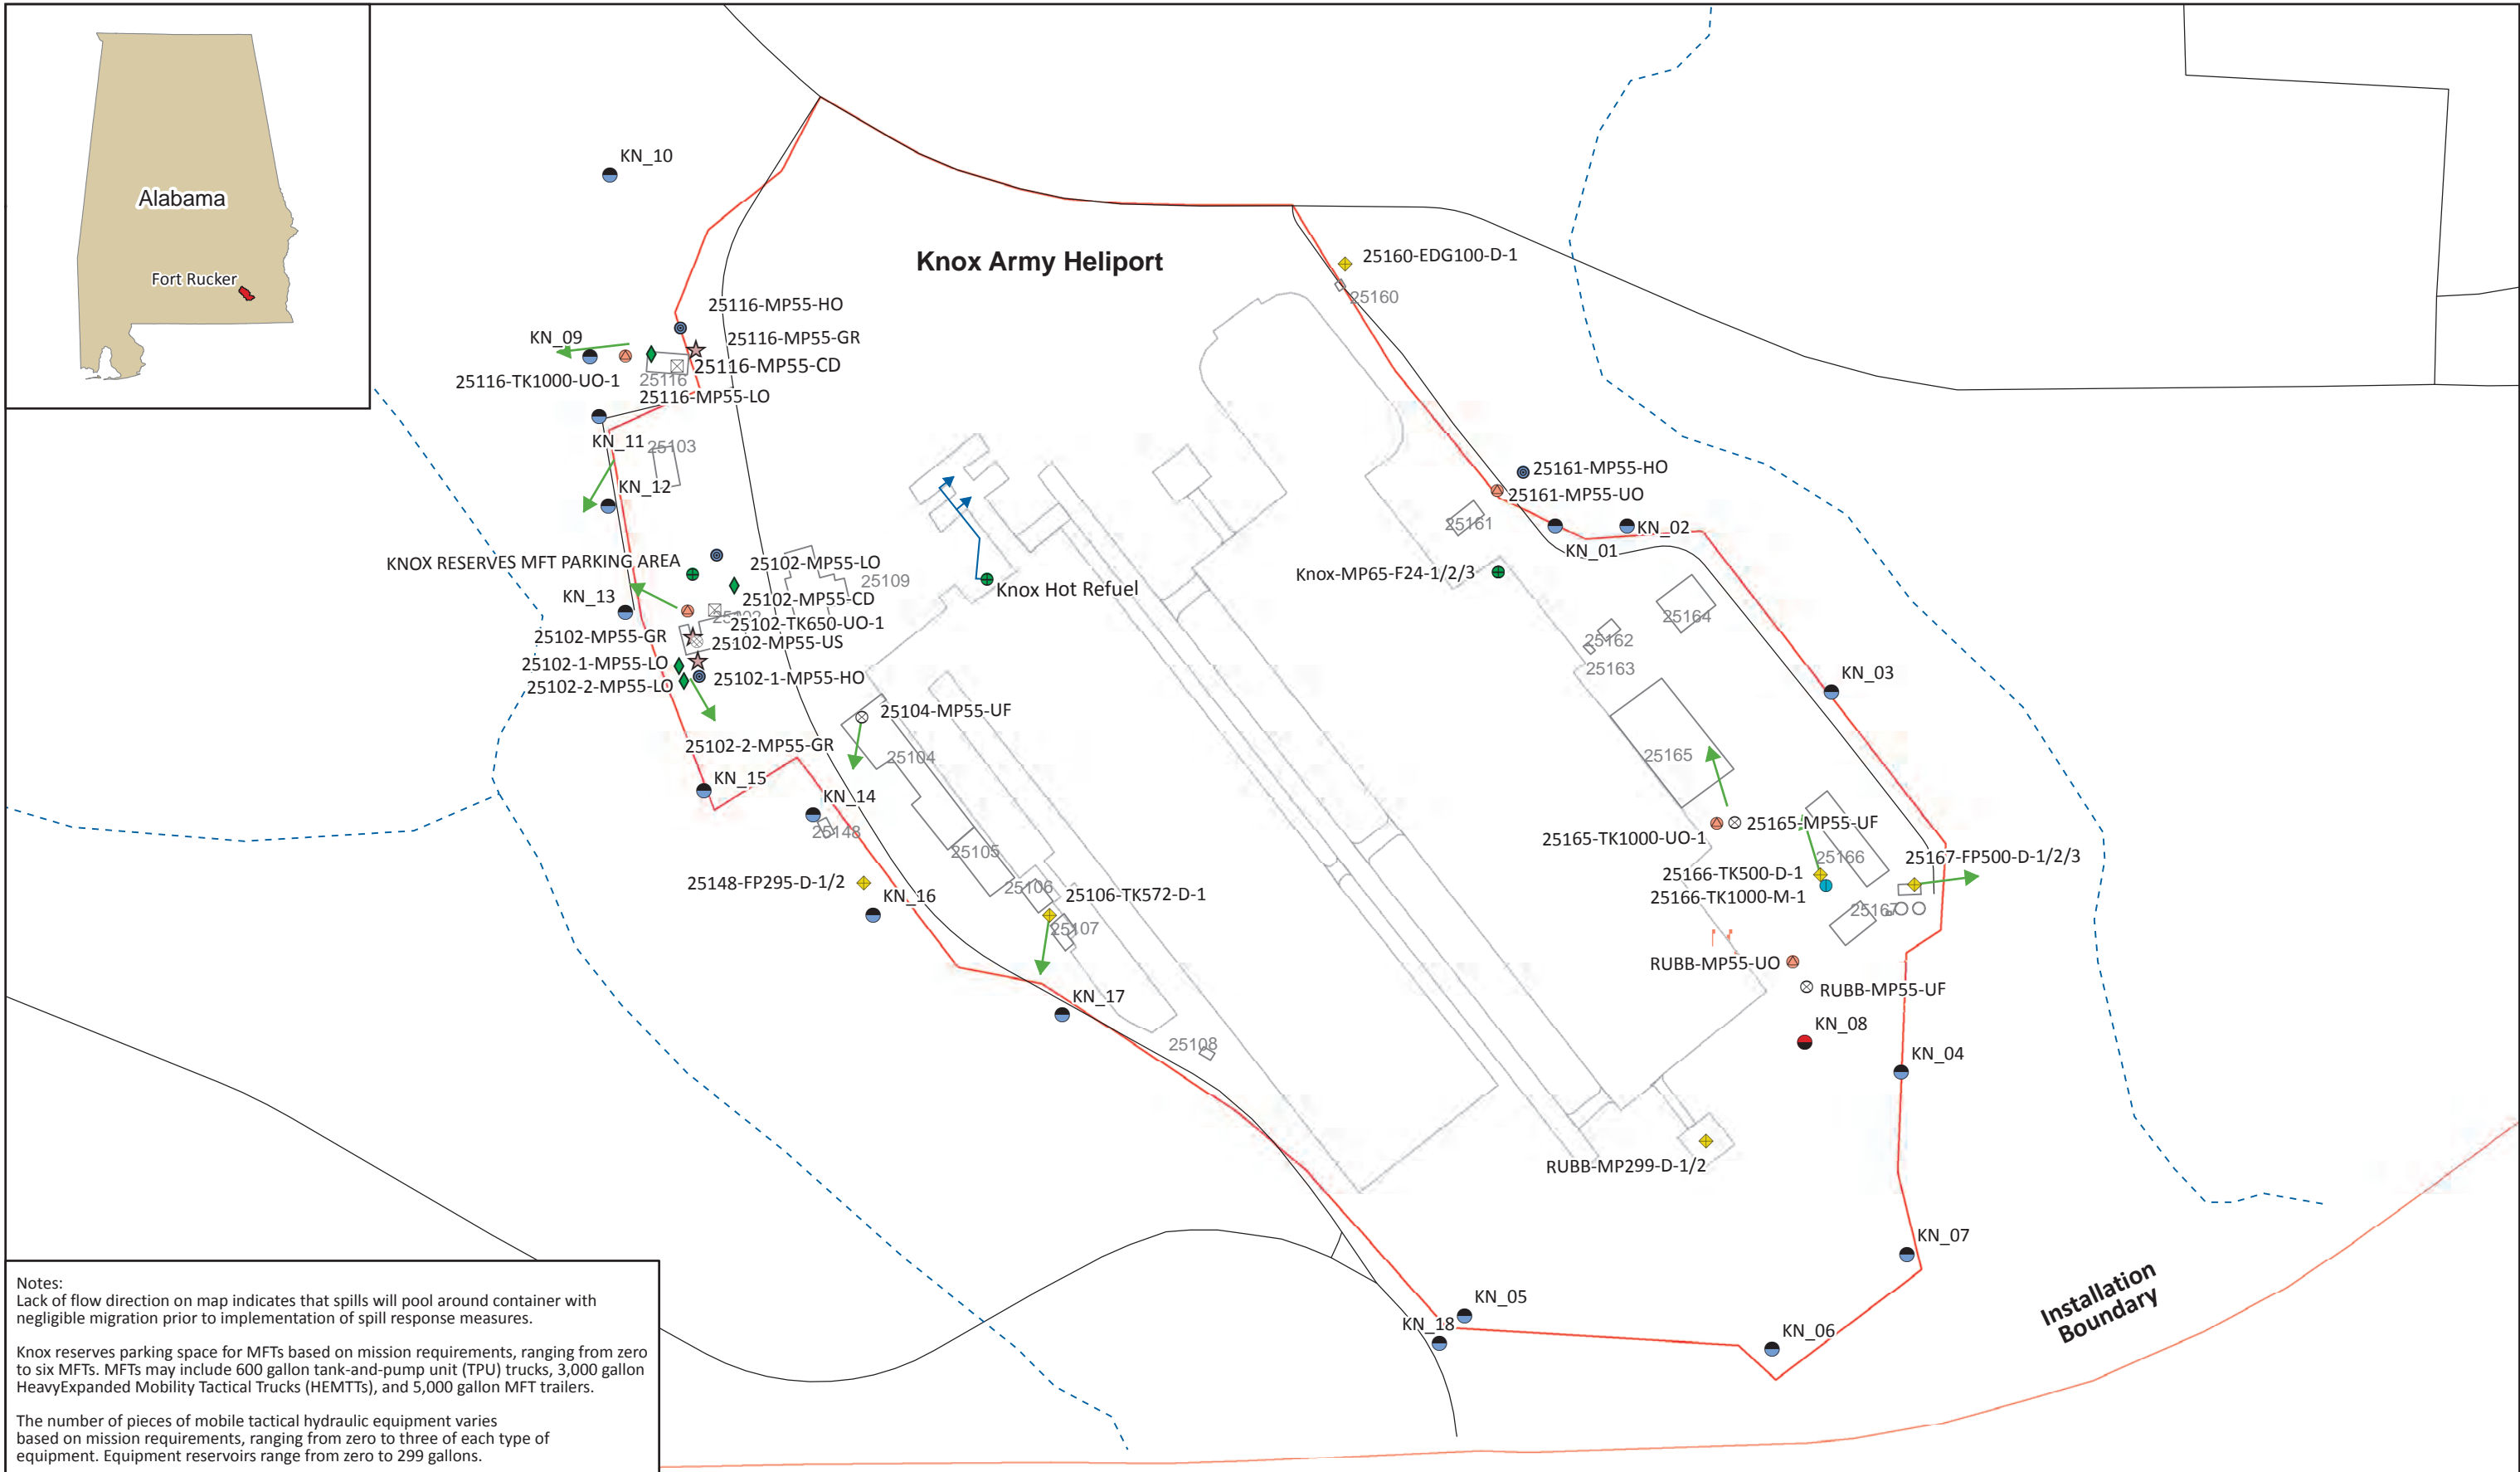 Alabama
Fort Rucker
KN_10
Knox Army Heliport
25160-EDG100-D-1
25160
25116-MP55-HO
KN_09
25116-MP55-GR
25116-MP55-CD
25116-TK1000-UO-1
25116
25116-MP55-LO
KN_11
25103
KN_12
25161-MP55-HO
25161-MP55-UO
25161
KN_02
KN_01
KNOX RESERVES MFT PARKING AREA
25102-MP55-LO
25109
Knox Hot Refuel
Knox-MP65-F24-1/2/3
KN_13
25102-MP55-CD
25102
25102-TK650-UO-1
25102-MP55-GR
25102-MP55-US
25102-1-MP55-LO
25102-1-MP55-HO
25102-2-MP55-LO
25164
25162
25163
KN_03
25104-MP55-UF
25102-2-MP55-GR
25104
25165
KN_15
KN_14
25148
25105
25165-MP55-UF
25165-TK1000-UO-1
25166
25167-FP500-D-1/2/3
25148-FP295-D-1/2
KN_16
25106
25106-TK572-D-1
25107
25166-TK500-D-1
25166-TK1000-M-1
25167
RUBB-MP55-UO
RUBB-MP55-UF
KN_17
KN_08
25108
KN_04
RUBB-MP299-D-1/2
KN_07
KN_05
KN_18
KN_06
Installation
Boundary
Notes:
Lack of flow direction on map indicates that spills will pool around container with
negligible migration prior to implementation of spill response measures.
Knox reserves parking space for MFTs based on mission requirements, ranging from zero
to six MFTs. MFTs may include 600 gallon tank-and-pump unit (TPU) trucks, 3,000 gallon
HeavyExpanded Mobility Tactical Trucks (HEMTTs), and 5,000 gallon MFT trailers.
The number of pieces of mobile tactical hydraulic equipment varies
based on mission requirements, ranging from zero to three of each type of
equipment. Equipment reservoirs range from zero to 299 gallons.